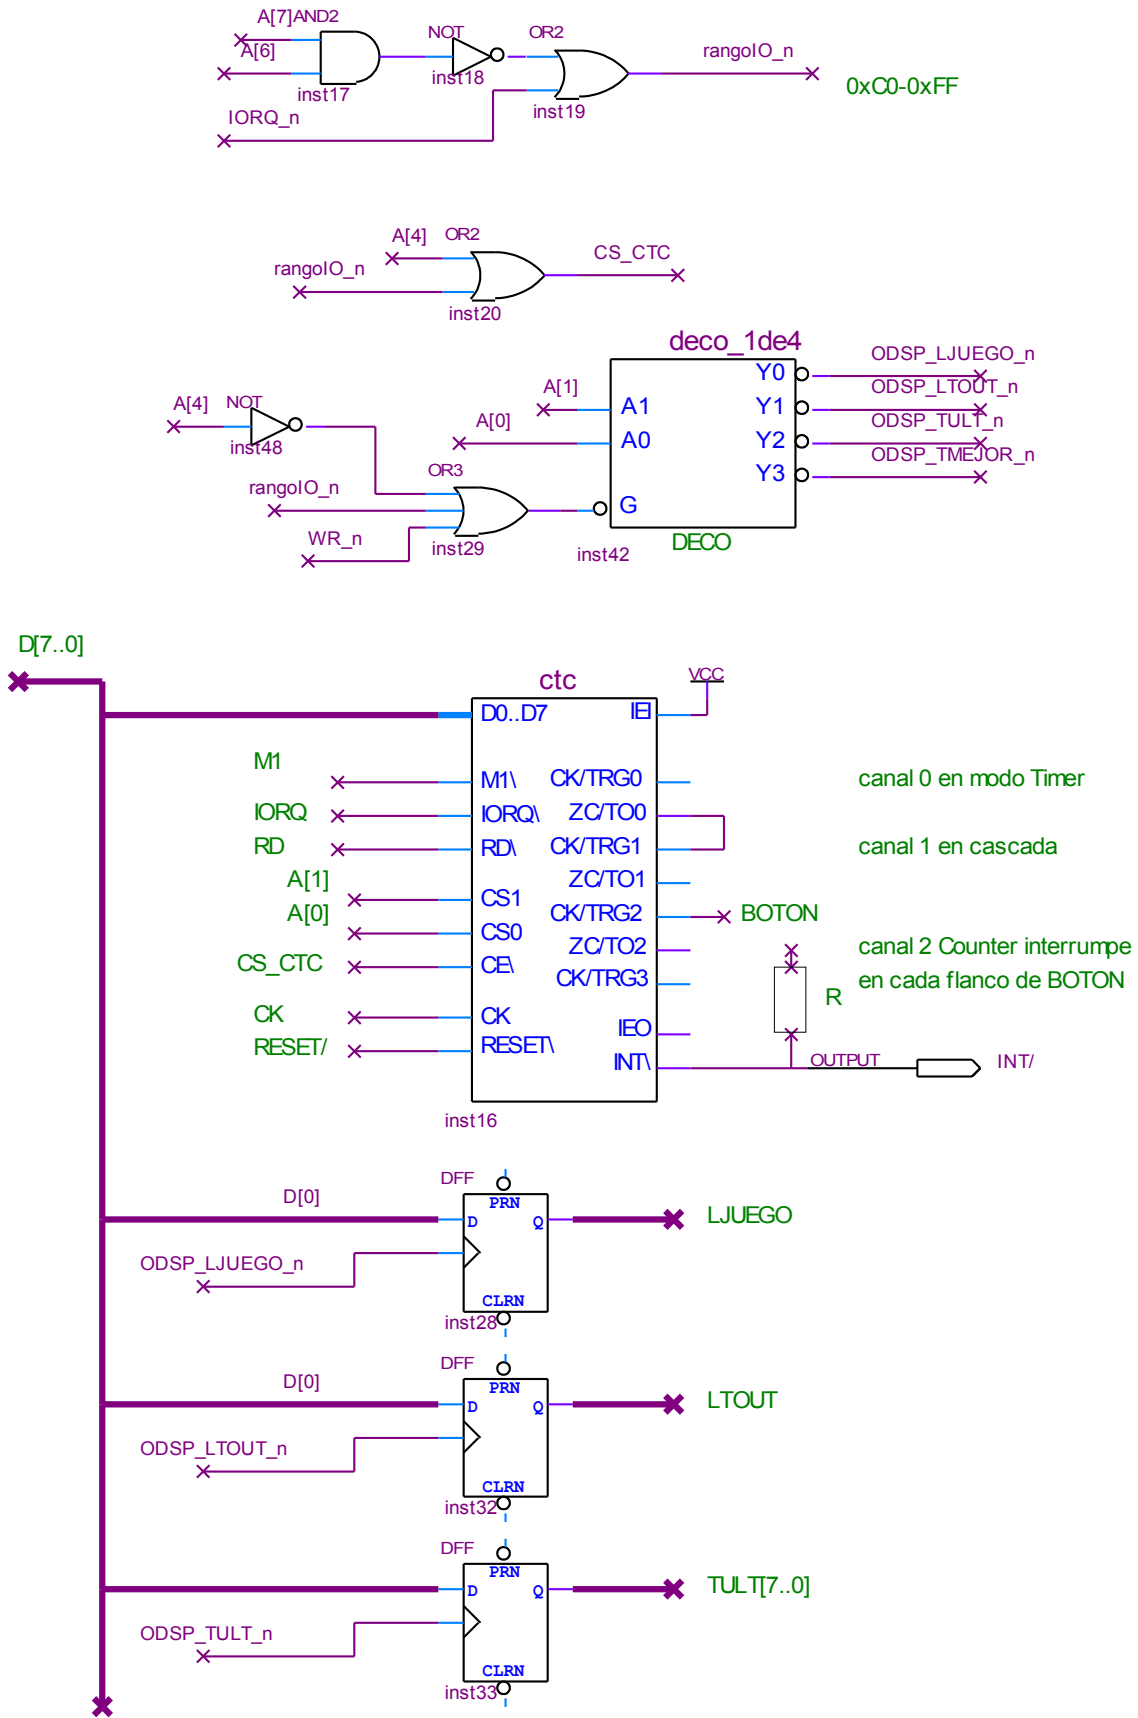 A[7]AND2
A[6]
NOT
OR2
rangoIO_n
0xC0-0xFF
inst17
inst18
inst19
IORQ_n
A[4]
OR2
CS_CTC
rangoIO_n
inst20
deco_1de4
A[4]
NOT
inst48
A[1]
A[0]
A1
A0
G
Y0
Y1
Y2
Y3
ODSP_LJUEGO_n
ODSP_LTOUT_n
ODSP_TULT_n
ODSP_TMEJOR_n
OR3
rangoIO_n
WR_n
inst29
inst42
DECO
D[7..0]
ctc
VCC
D0..D7
IEI
M1
M1\
CK/TRG0
canal 0 en modo Timer
IORQ
IORQ\
ZC/TO0
RD
RD\
CK/TRG1
canal 1 en cascada
A[1]
CS1
ZC/TO1
A[0]
CS0
CK/TRG2
BOTON
CS_CTC
CE\
ZC/TO2
canal 2 Counter interrumpe
CK/TRG3
en cada flanco de BOTON
R
CK
CK
IEO
RESET/
RESET\
INT\
OUTPUT
INT/
inst16
DFF
D[0]
PRN
D
Q
LJUEGO
ODSP_LJUEGO_n
CLRN
inst28
DFF
D[0]
PRN
D
Q
LTOUT
ODSP_LTOUT_n
CLRN
inst32
DFF
PRN
D
Q
TULT[7..0]
ODSP_TULT_n
CLRN
inst33